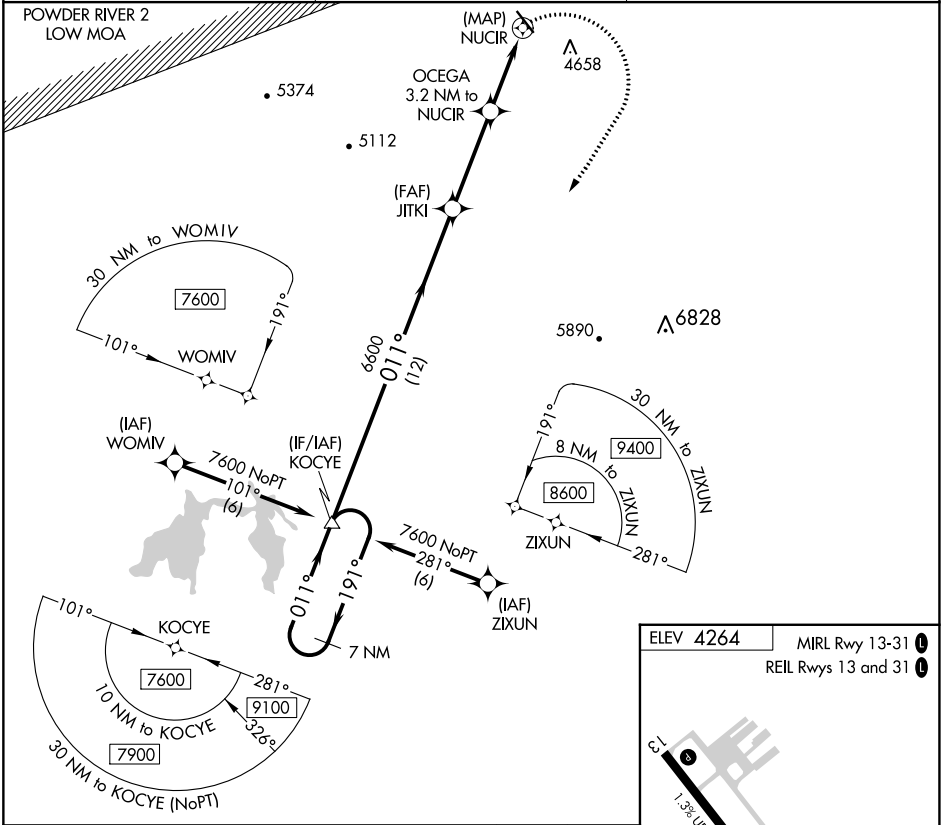 POWDER RIVER 2
LOW MOA
(MAP)
NUCIR
4658
OCEGA
3.2 NM to
NUCIR
5374
5112
(FAF)
JITKI
30 NM to WOMIV
7600
191°
101°
WOMIV
6600
011°
(12)
5890
6828
30 NM to ZIXUN
191°
9400
8 NM to ZIXUN
8600
ZIXUN
281°
(IAF)
WOMIV
7600 NoPT
101°
(6)
(IF/IAF)
KOCYE
7600 NoPT
281°
(6)
(IAF)
ZIXUN
011°
191°
7 NM
101°
KOCYE
7600
281°
9100
326°
10 NM to KOCYE
7900
30 NM to KOCYE (NoPT)
ELEV 4264
MIRL Rwy 13-31 L
REIL Rwys 13 and 31 L
13
P